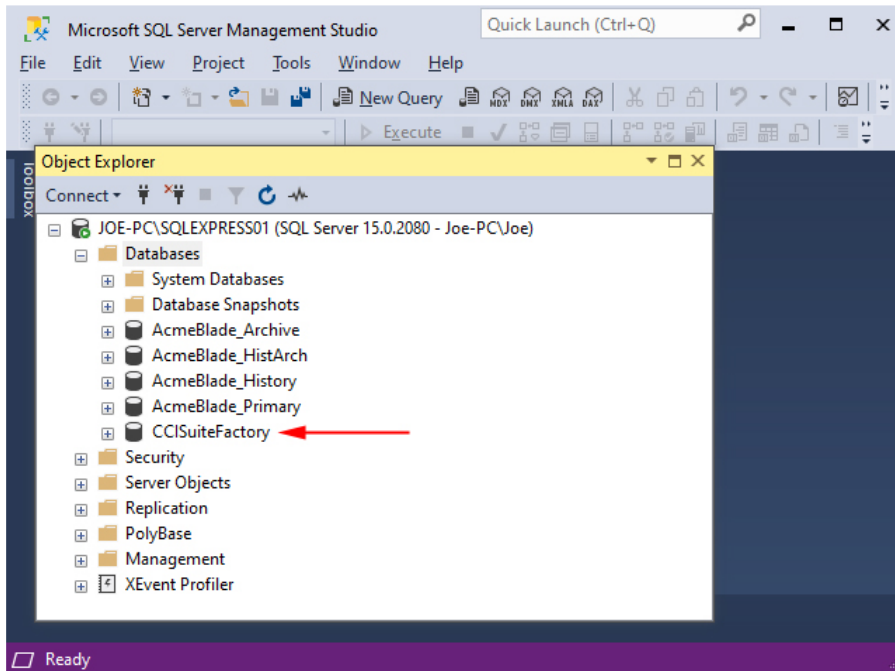 Microsoft SQL Server Management Studio
Quick Launch (Ctrl+Q)
File Edit View Project Tools Window Help
New Query MDX DMX XMLA DAX
Execute
Toolbox
Object Explorer
Connect
JOE-PC\SQLEXPRESS01 (SQL Server 15.0.2080 - Joe-PC\Joe)
Databases
System Databases
Database Snapshots
AcmeBlade_Archive
AcmeBlade_HistArch
AcmeBlade_History
AcmeBlade_Primary
CCISuiteFactory
Security
Server Objects
Replication
PolyBase
Management
XEvent Profiler
Ready